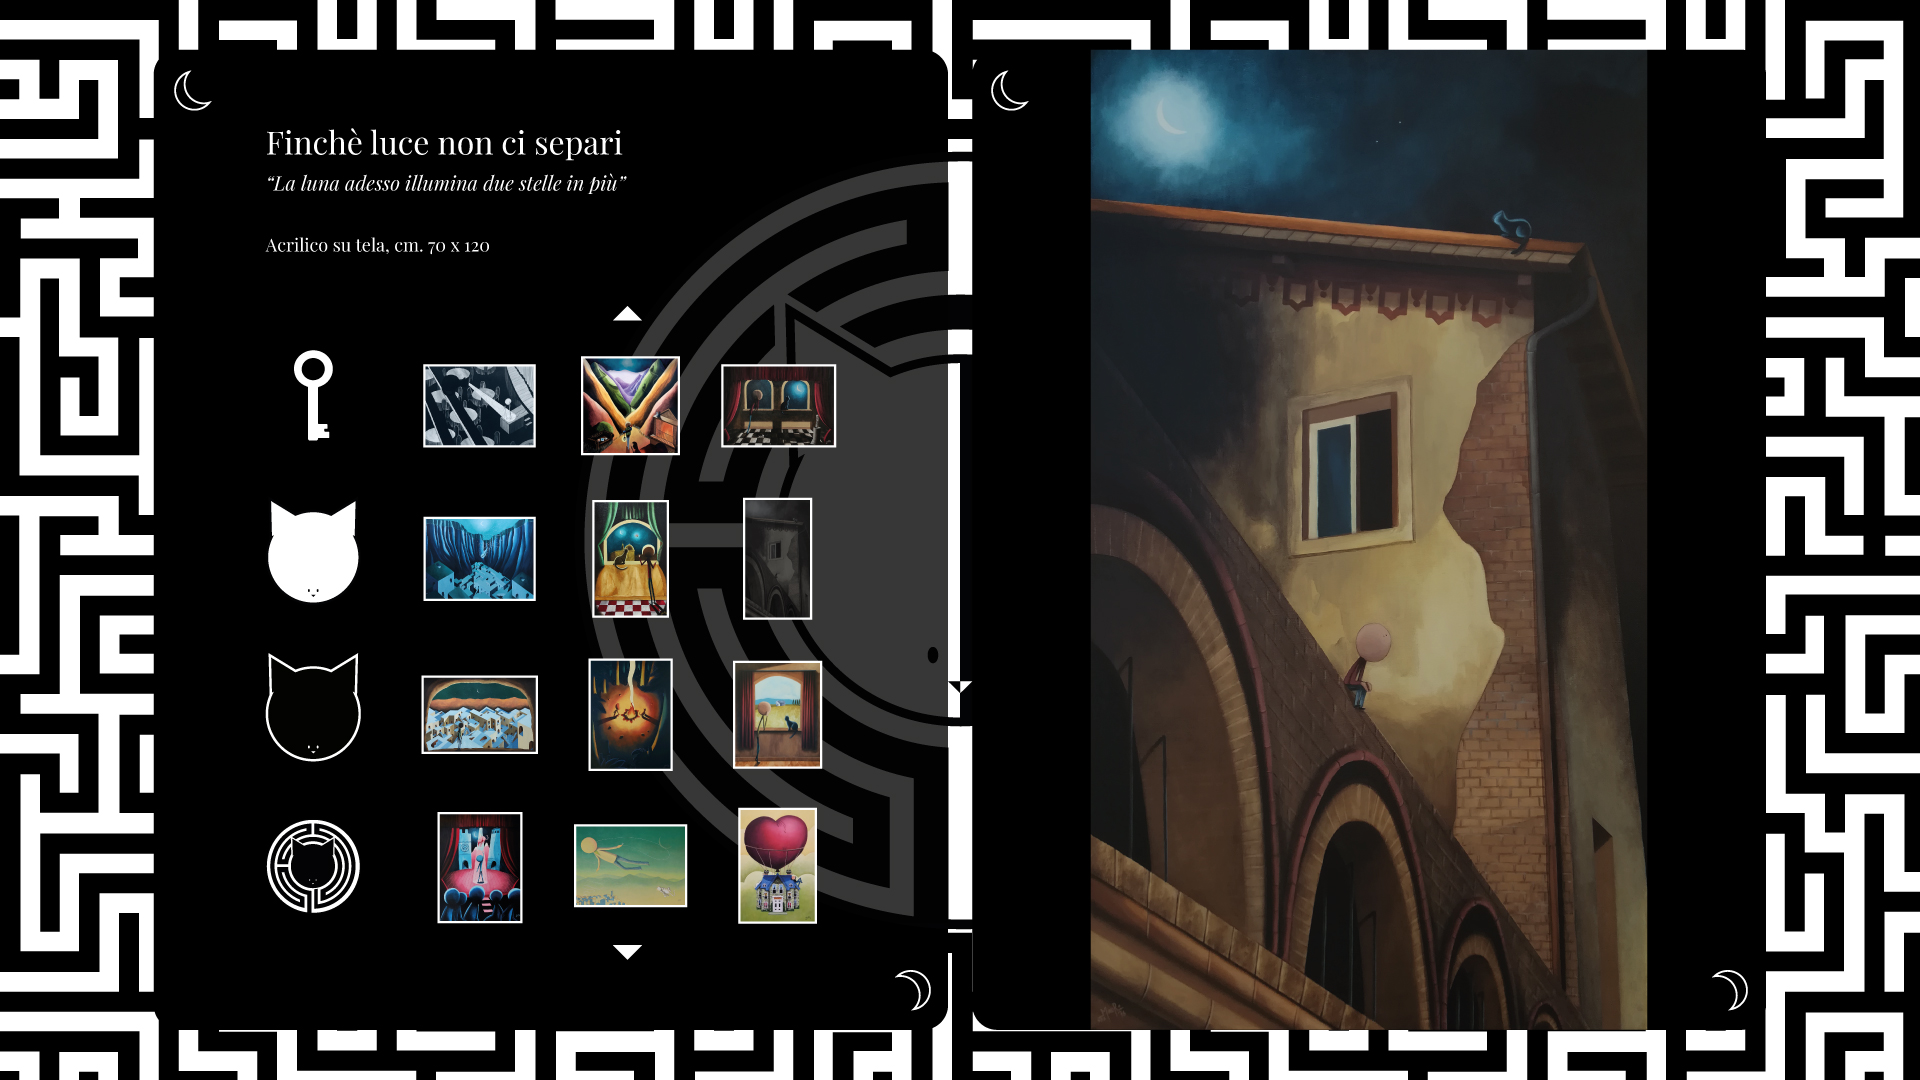 Finchè luce non ci separi
“La luna adesso illumina due stelle in più”
Acrilico su tela, cm. 70 x 120